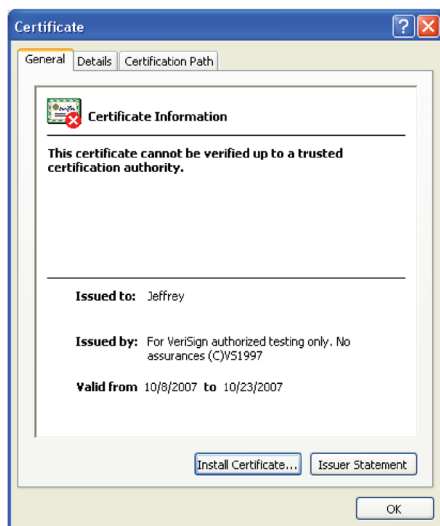 Certificate
General Details Certification Path
Certificate Information
This certificate cannot be verified up to a trusted
certification authority.
Issued to: Jeffrey
Issued by: For VeriSign authorized testing only. No
assurances (C)VS1997
Valid from 10/8/2007 to 10/23/2007
Install Certificate... Issuer Statement
OK